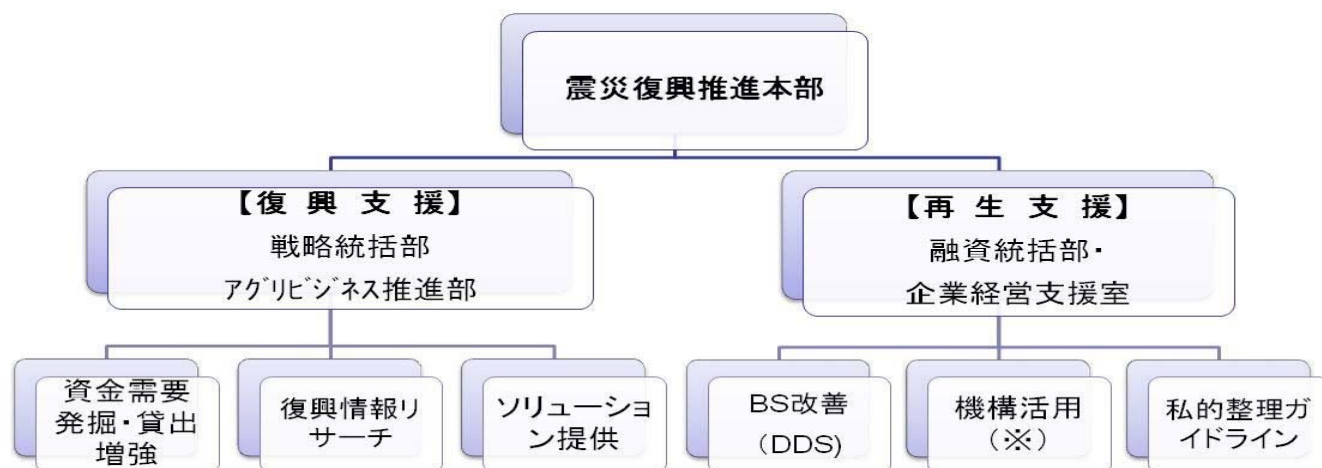 震災復興推進本部
【復 興 支 援】
戦略統括部
アグリビジネス推進部
【再 生 支 援】
融資統括部・
企業経営支援室
資金需要
発掘・貸出
増強
復興情報リ
サーチ
ソリューショ
ン提供
BS改善
(DDS)
機構活用
(※)
私的整理ガ
イドライン